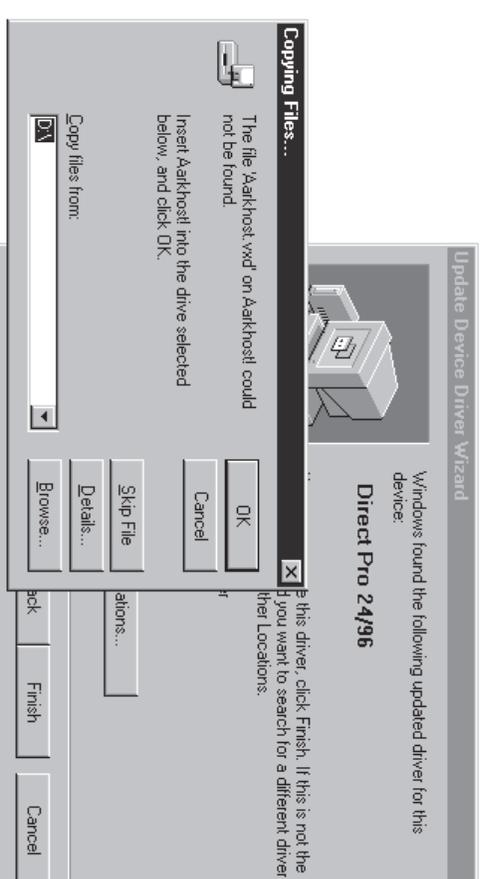 Update Device Driver Wizard
Windows found the following updated driver for this
device:
Direct Pro 24/96
e this driver, click Finish. If this is not the
you want to search for a different driver
ther Locations.
ations...
ack
Finish
Cancel
Copying Files...
The file 'Aarkhost.vxd' on Aarkhost! could
not be found.
Insert Aarkhost! into the drive selected
below, and click OK.
Copy files from:
D:\
OK
Cancel
Skip File
Details...
Browse...